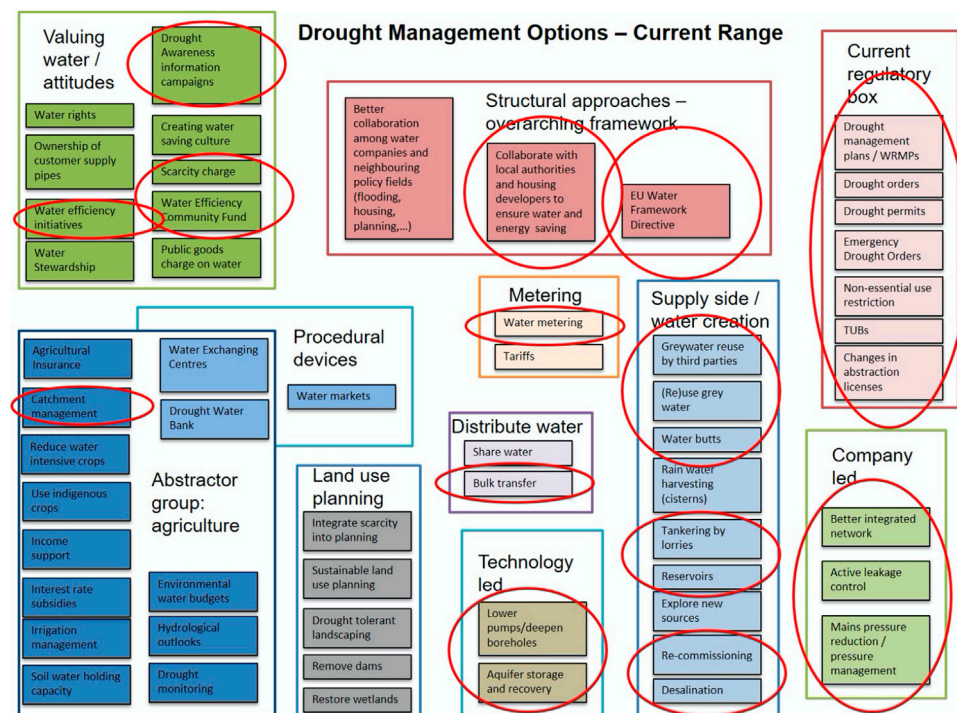 Drought Management Options – Current Range
Valuing
water /
attitudes
Drought
Awareness
information
campaigns
Water rights
Ownership of
customer supply
pipes
Water efficiency
initiatives
Water
Stewardship
Creating water
saving culture
Scarcity charge
Water Efficiency
Community Fund
Public goods
charge on water
Structural approaches –
overarching framework
Better
collaboration
among water
companies and
neighbouring
policy fields
(flooding,
housing,
planning,...)
Collaborate with
local authorities
and housing
developers to
ensure water and
energy saving
EU Water
Framework
Directive
Current
regulatory
box
Drought
management
plans / WRMPs
Drought orders
Drought permits
Emergency
Drought Orders
Non-essential use
restriction
TUBs
Changes in
abstraction
licenses
Metering
Water metering
Tariffs
Supply side /
water creation
Greywater reuse
by third parties
(Re)use grey
water
Water butts
Rain water
harvesting
(cisterns)
Tankering by
lorries
Reservoirs
Explore new
sources
Re-commissioning
Desalination
Procedural
devices
Water Exchanging
Centres
Drought Water
Bank
Water markets
Agricultural
Insurance
Catchment
management
Reduce water
intensive crops
Use indigenous
crops
Income
support
Interest rate
subsidies
Irrigation
management
Soil water holding
capacity
Abstractor
group:
agriculture
Environmental
water budgets
Hydrological
outlooks
Drought
monitoring
Land use
planning
Integrate scarcity
into planning
Sustainable land
use planning
Drought tolerant
landscaping
Remove dams
Restore wetlands
Distribute water
Share water
Bulk transfer
Technology
led
Lower
pumps/deepen
boreholes
Aquifer storage
and recovery
Company
led
Better integrated
network
Active leakage
control
Mains pressure
reduction /
pressure
management